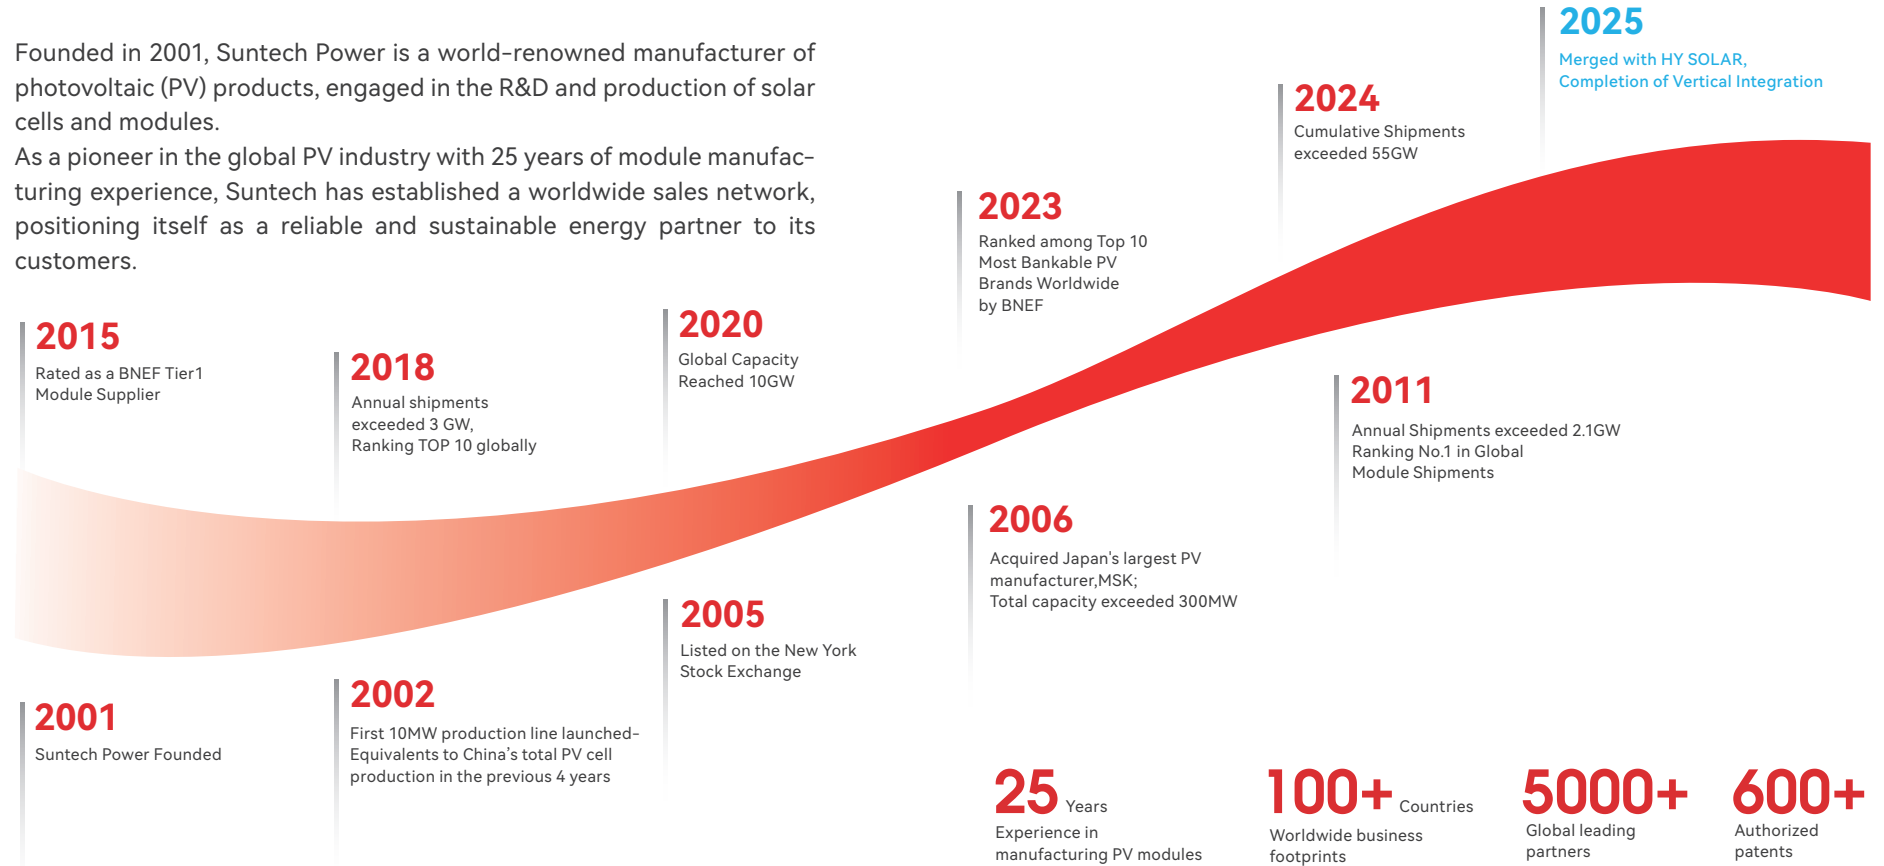 Founded in 2001, Suntech Power is a world-renowned manufacturer of
photovoltaic (PV) products, engaged in the R&D and production of solar
cells and modules.
As a pioneer in the global PV industry with 25 years of module manufac-
turing experience, Suntech has established a worldwide sales network,
positioning itself as a reliable and sustainable energy partner to its
customers.
2015
Rated as a BNEF Tier1
Module Supplier
2018
Annual shipments
exceeded 3 GW,
Ranking TOP 10 globally
2020
Global Capacity
Reached 10GW
2023
Ranked among Top 10
Most Bankable PV
Brands Worldwide
by BNEF
2024
Cumulative Shipments
exceeded 55GW
2025
Merged with HY SOLAR,
Completion of Vertical Integration
2001
Suntech Power Founded
2002
First 10MW production line launched-
Equivalents to China's total PV cell
production in the previous 4 years
2005
Listed on the New York
Stock Exchange
2006
Acquired Japan's largest PV
manufacturer,MSK;
Total capacity exceeded 300MW
2011
Annual Shipments exceeded 2.1GW
Ranking No.1 in Global
Module Shipments
25 Years
Experience in
manufacturing PV modules
100+ Countries
Worldwide business
footprints
5000+
Global leading
partners
600+
Authorized
patents